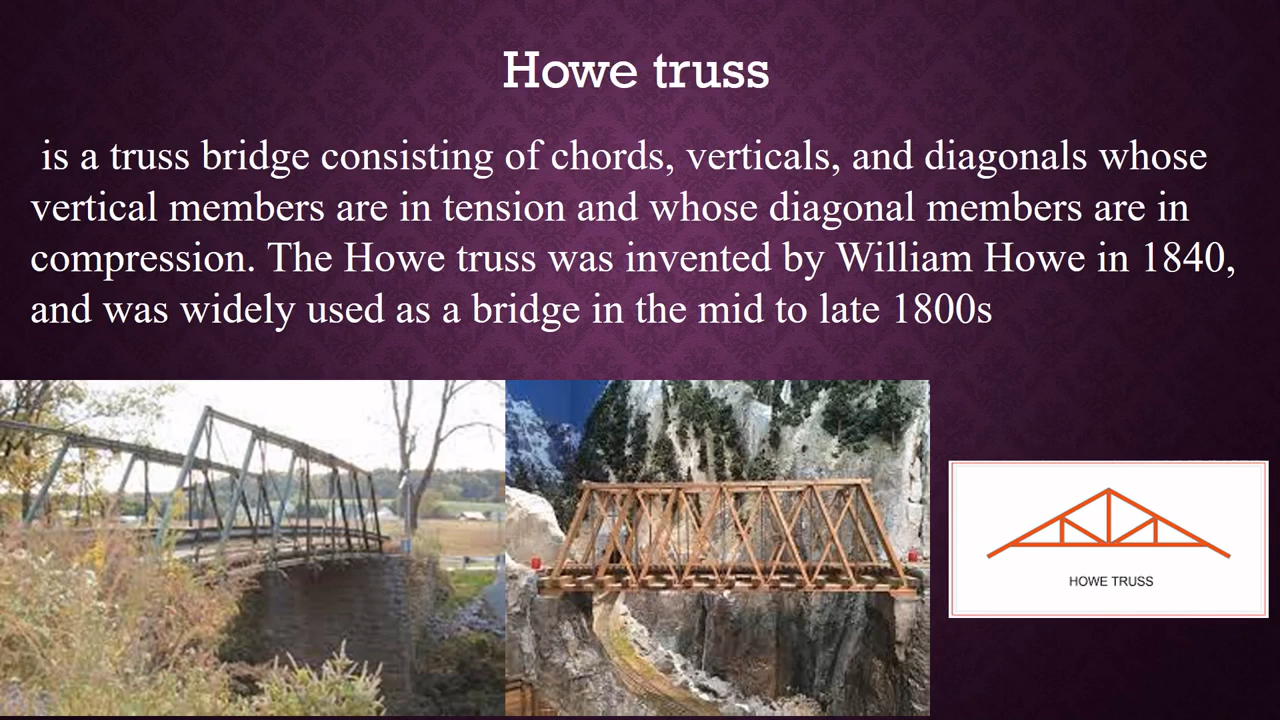 Howe truss
is a truss bridge consisting of chords, verticals, and diagonals whose
vertical members are in tension and whose diagonal members are in
compression. The Howe truss was invented by William Howe in 1840,
and was widely used as a bridge in the mid to late 1800s
HOWE TRUSS